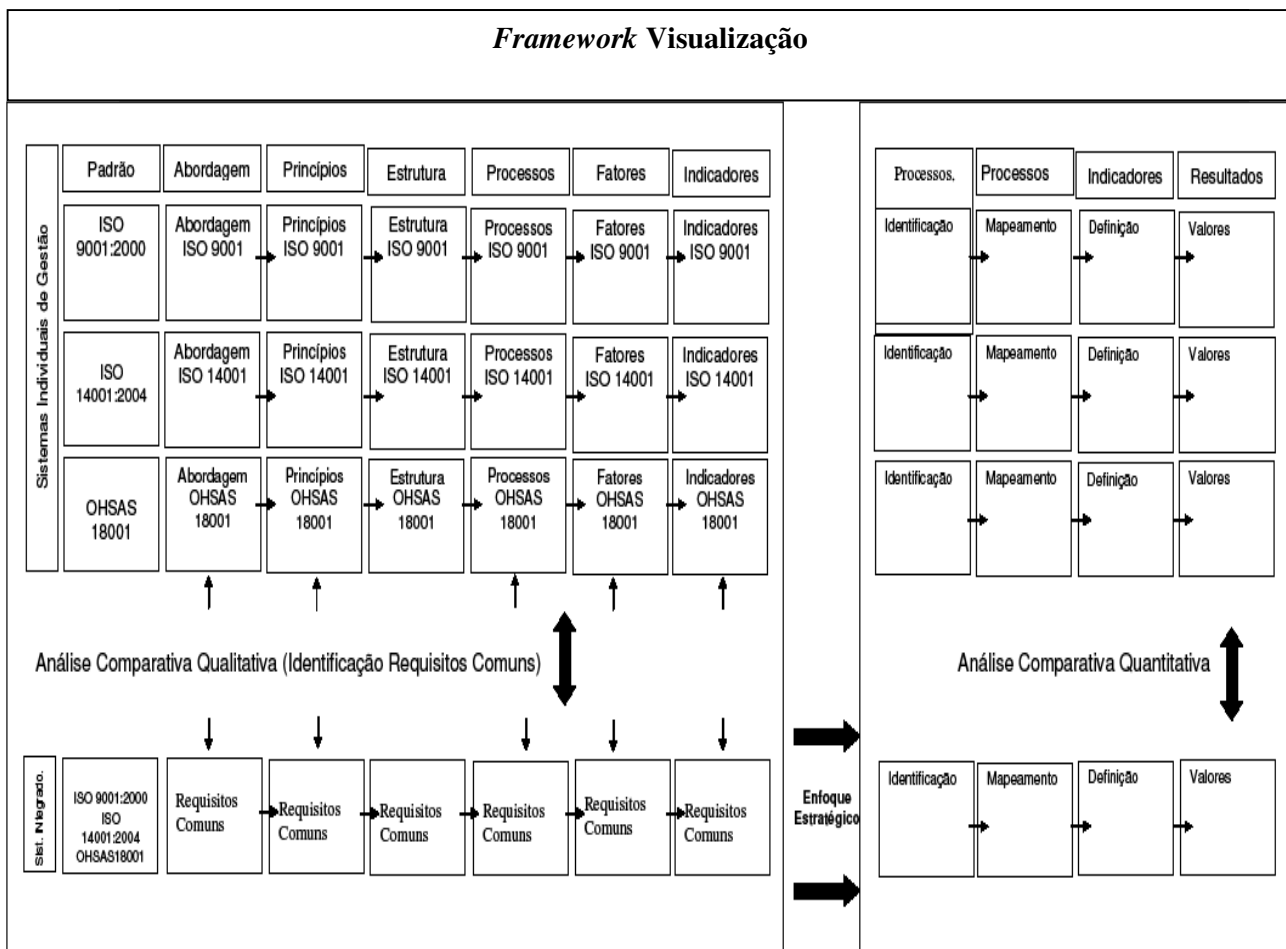 Framework Visualização
Sistemas Individuais de Gestão
Padrão
Abordagem
Princípios
Estrutura
Processos
Fatores
Indicadores
ISO
9001:2000
Abordagem
ISO 9001
Princípios
ISO 9001
Estrutura
ISO 9001
Processos
ISO 9001
Fatores
ISO 9001
Indicadores
ISO 9001
ISO
14001:2004
Abordagem
ISO 14001
Princípios
ISO 14001
Estrutura
ISO 14001
Processos
ISO 14001
Fatores
ISO 14001
Indicadores
ISO 14001
OHSAS
18001
Abordagem
OHSAS
18001
Princípios
OHSAS
18001
Estrutura
OHSAS
18001
Processos
OHSAS
18001
Fatores
OHSAS
18001
Indicadores
OHSAS
18001
Análise Comparativa Qualitativa (Identificação Requisitos Comuns)
ISO 9001:2000
ISO
14001:2004
OHSAS18001
Requisitos
Comuns
Requisitos
Comuns
Requisitos
Comuns
Requisitos
Comuns
Requisitos
Comuns
Requisitos
Comuns
Enfoque
Estratégico
Processos.
Processos
Indicadores
Resultados
Identificação
Mapeamento
Definição
Valores
Identificação
Mapeamento
Definição
Valores
Identificação
Mapeamento
Definição
Valores
Análise Comparativa Quantitativa
Identificação
Mapeamento
Definição
Valores